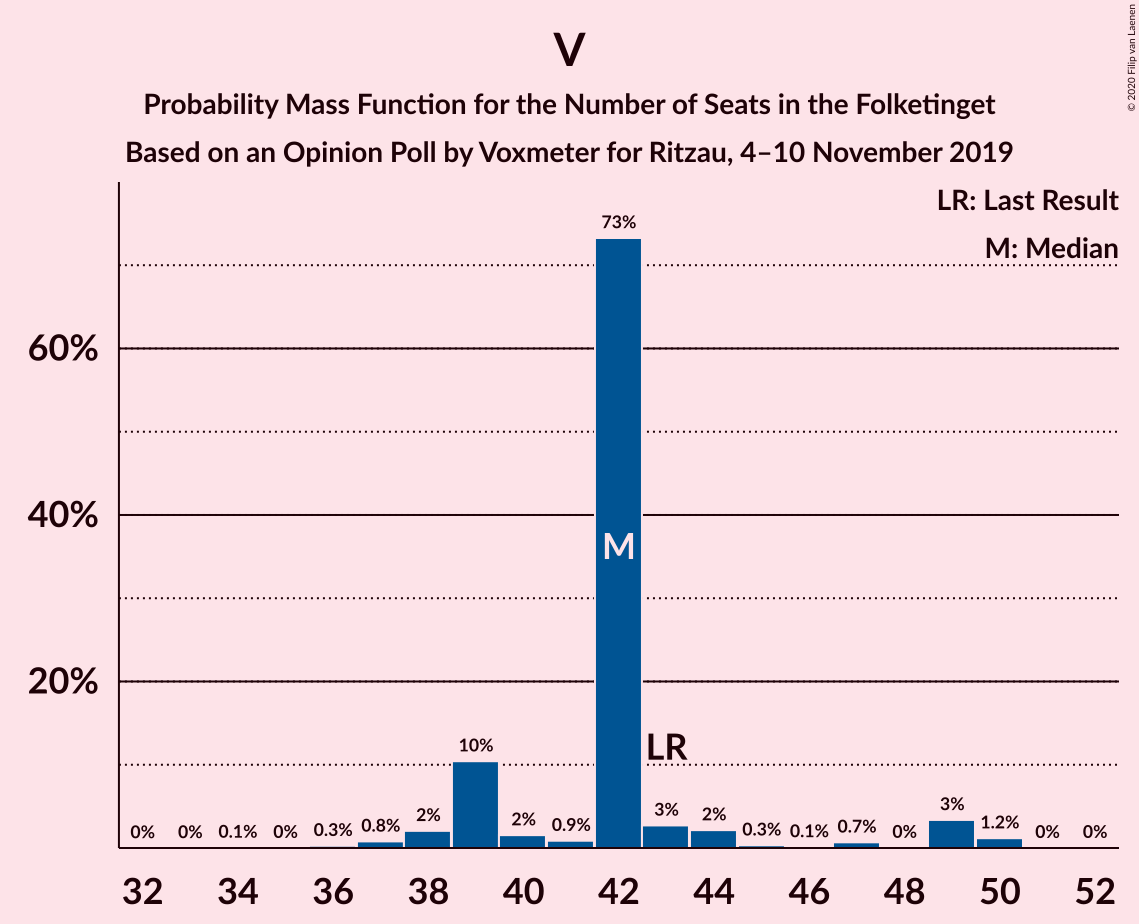 V
Probability Mass Function for the Number of Seats in the Folketinget
Based on an Opinion Poll by Voxmeter for Ritzau, 4–10 November 2019
© 2020 Filip van Laenen
LR: Last Result
M: Median
60%
40%
20%
0% 0% 0.1% 0% 0.3% 0.8% 2% 10% 2% 0.9% 73% 3% 2% 0.3% 0.1% 0.7% 0% 3% 1.2% 0% 0%
M
LR
32 34 36 38 40 42 44 46 48 50 52